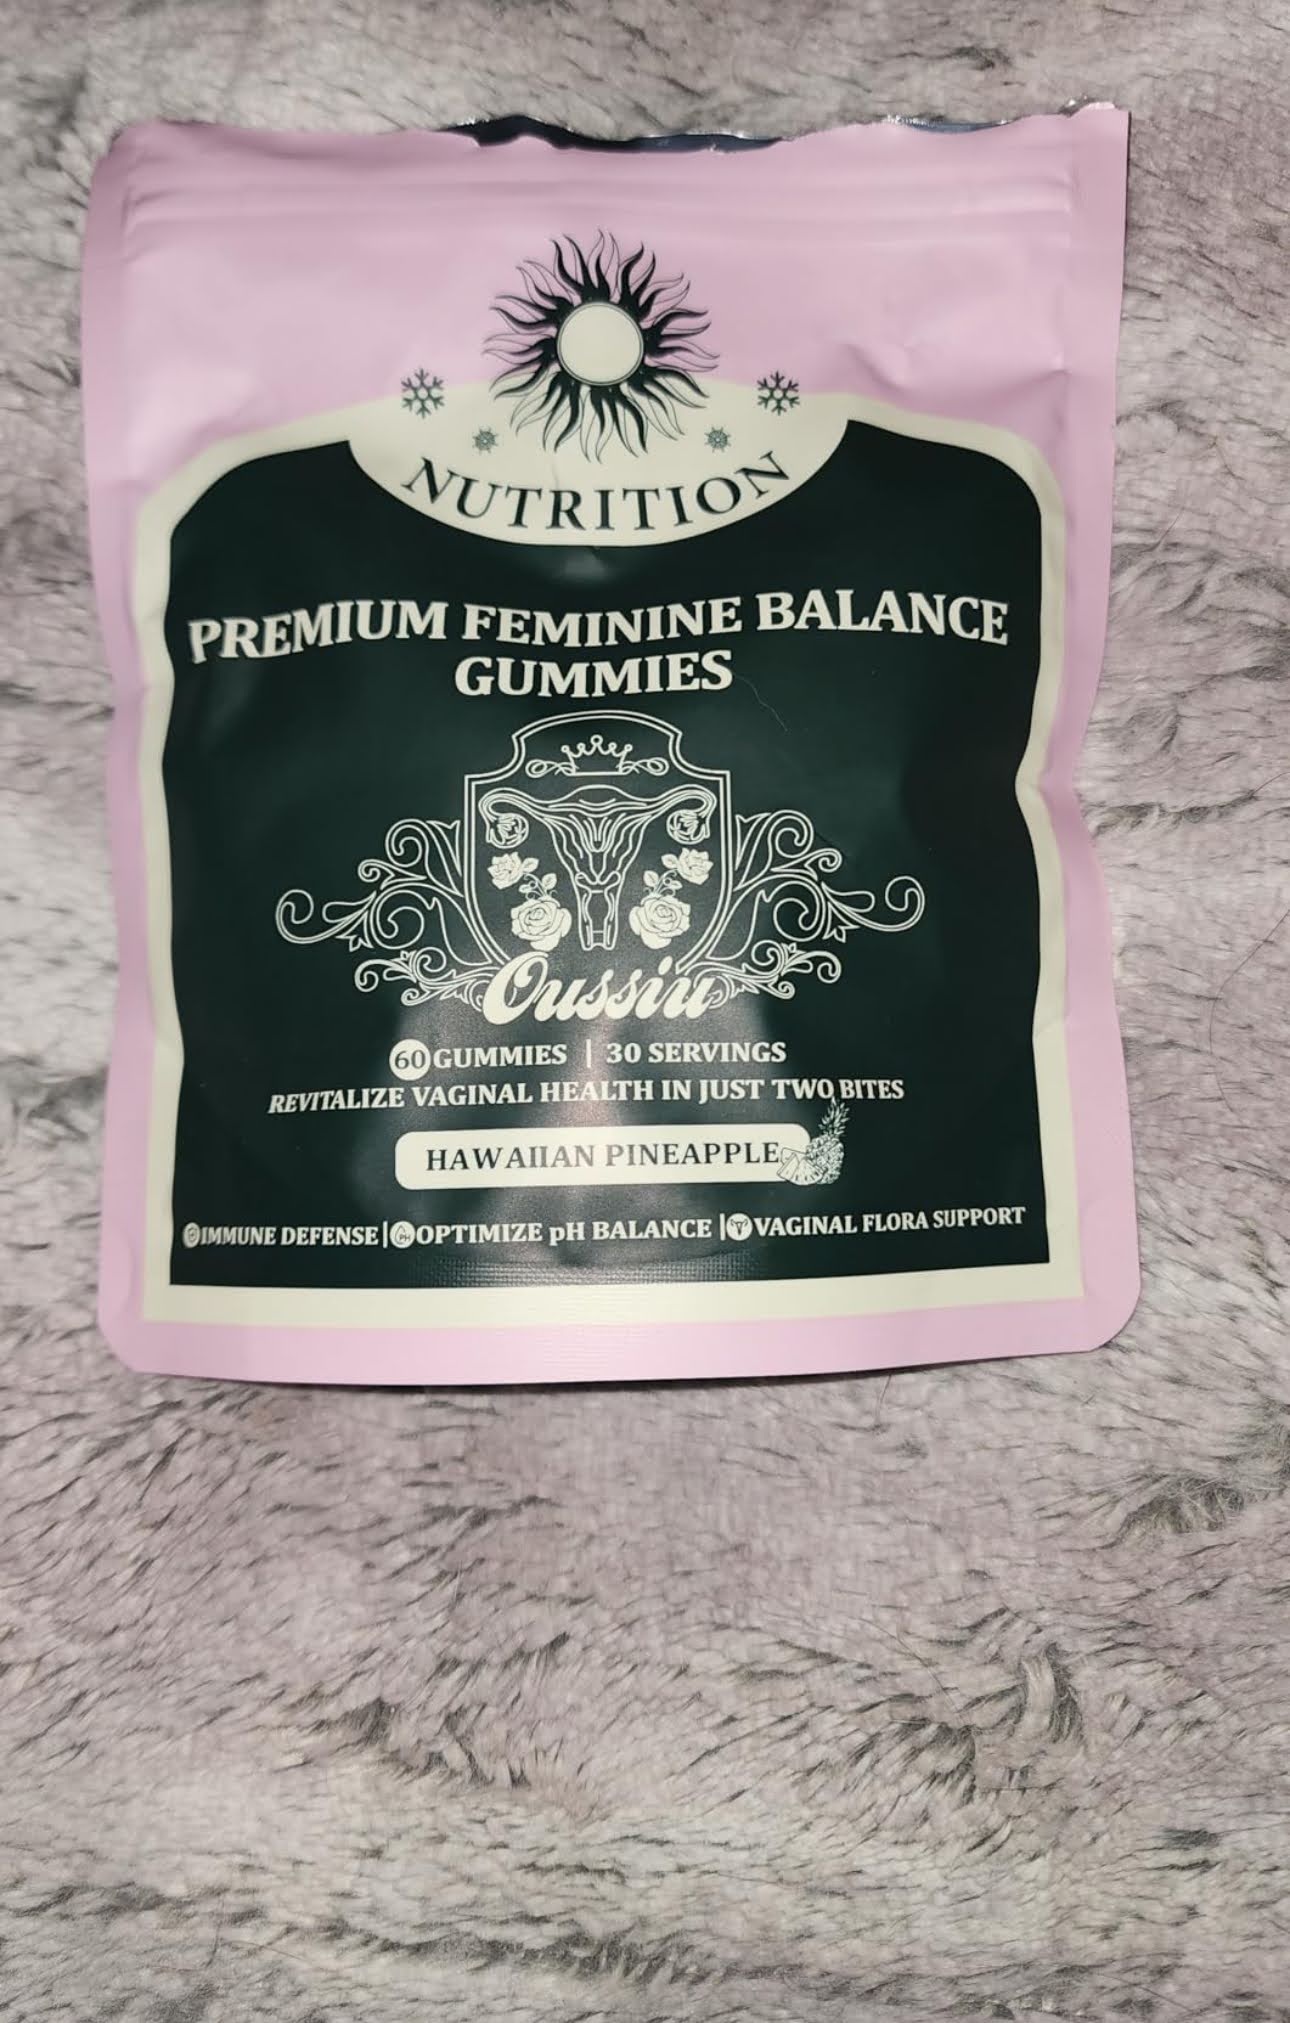 NUTRITION
PREMIUM FEMININE BALANCE
GUMMIES
Oussiu
60 GUMMIES | 30 SERVINGS
REVITALIZE VAGINAL HEALTH IN JUST TWO BITES
HAWAIIAN PINEAPPLE
IMMUNE DEFENSE | PH OPTIMIZE pH BALANCE | VAGINAL FLORA SUPPORT